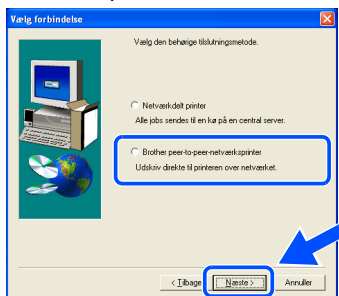 Vælg forbindelse
Vælg den behørige tilslutningsmetode.
Netværkdelt printer
Alle jobs sendes til en kø på en central server.
Brother peer-to-peer-netværksprinter
Udskriv direkte til printeren over netværket.
< Tilbage Næste > Annuller